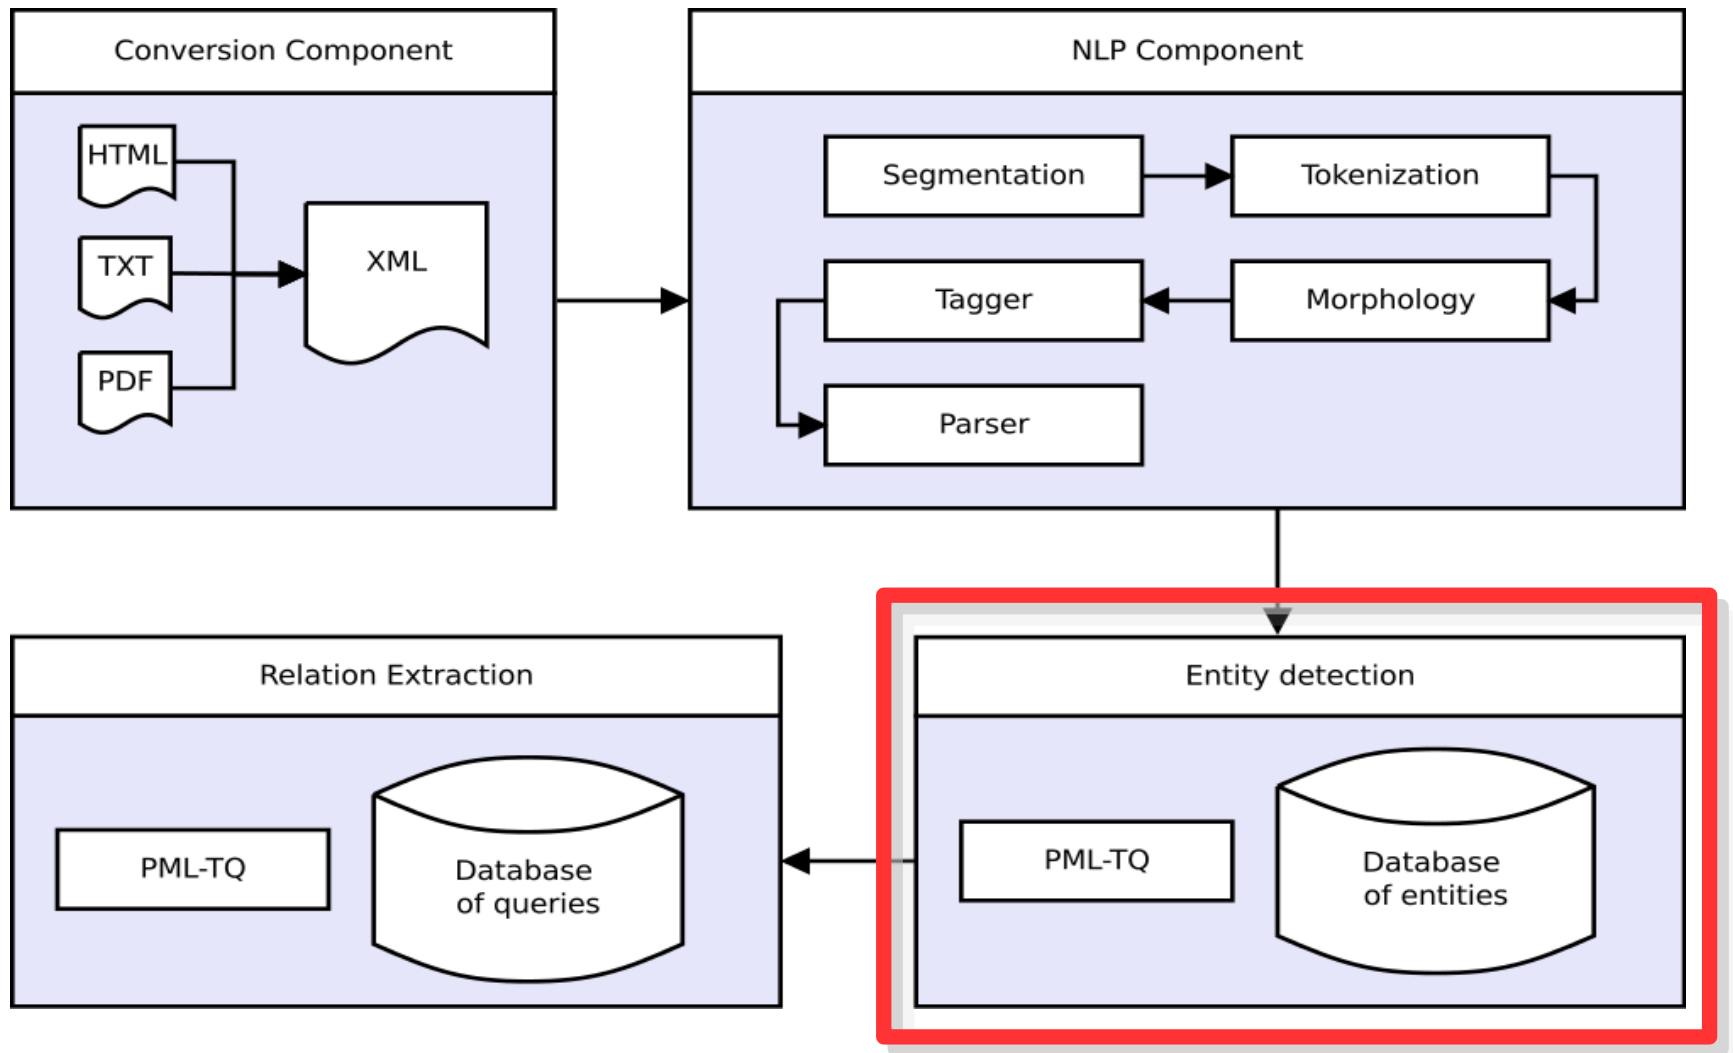 Conversion Component
HTML
TXT
PDF
XML
NLP Component
Segmentation
Tokenization
Tagger
Morphology
Parser
Relation Extraction
PML-TQ
Database
of queries
Entity detection
PML-TQ
Database
of entities